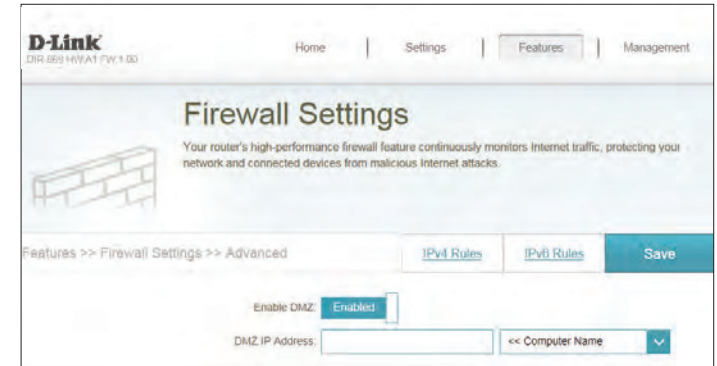 D-Link
DIR-869 HW:A1 FW:1.00
Home Settings Features Management
Firewall Settings
Your router's high-performance firewall feature continuously monitors Internet traffic, protecting your
network and connected devices from malicious Internet attacks.
Features >> Firewall Settings >> Advanced IPv4 Rules IPv6 Rules Save
Enable DMZ: Enabled
DMZ IP Address: << Computer Name